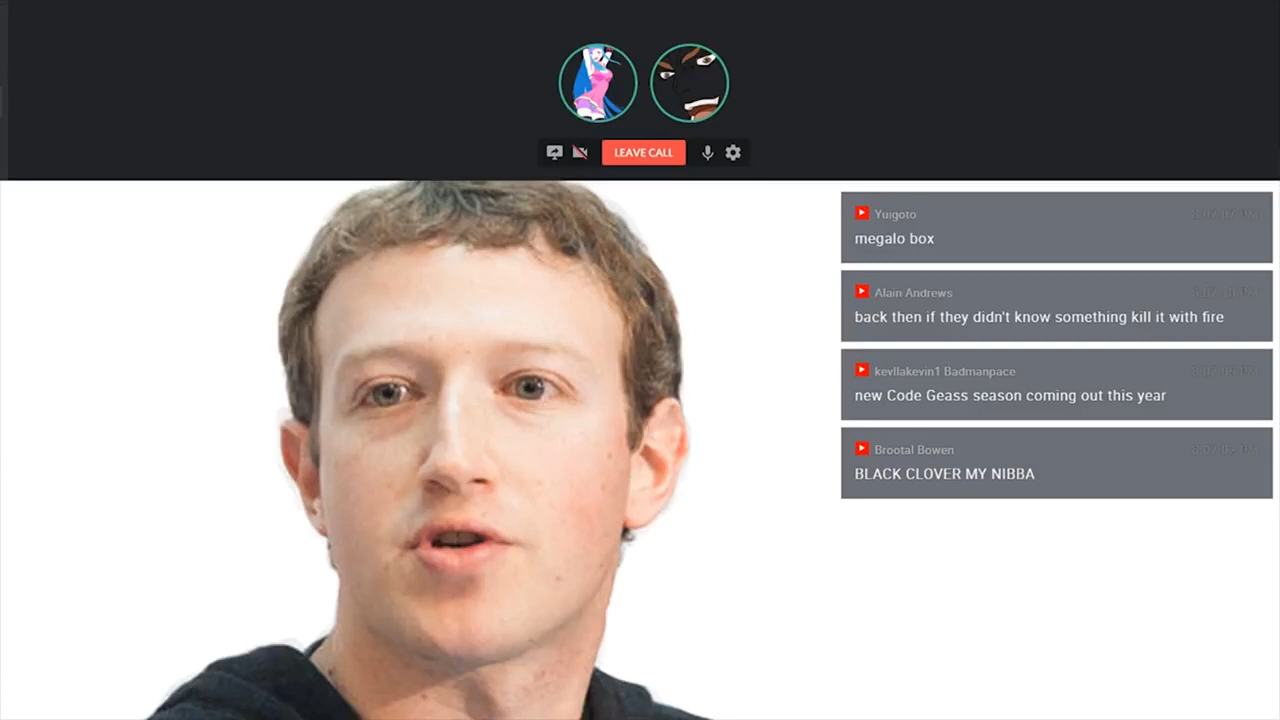 LEAVE CALL
Yuigoto
megalo box
Alain Andrews
back then if they didn't know something kill it with fire
kevllakevin1 Badmanpace
new Code Geass season coming out this year
Brootal Bowen
BLACK CLOVER MY NIBBA